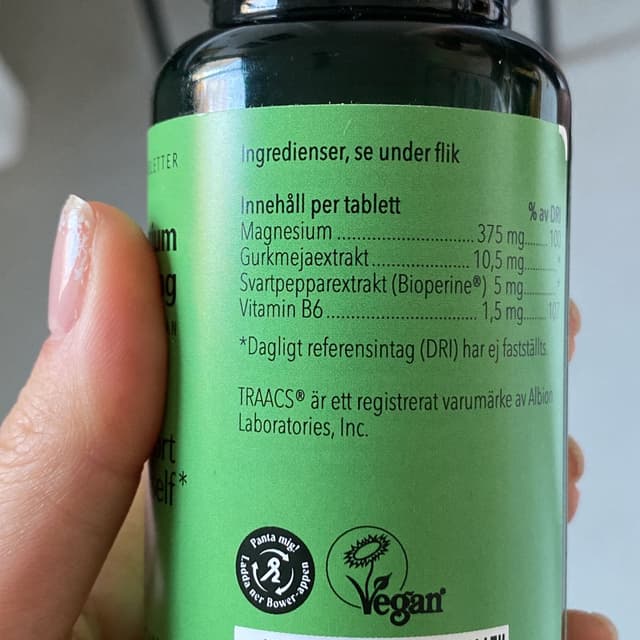 Ingredienser, se under flik
Innehåll per tablett % av DRI
Magnesium 375 mg 100
Gurkmejaextrakt 10,5 mg *
Svartpepparextrakt (Bioperine®) 5 mg *
Vitamin B6 1,5 mg 107
*Dagligt referensintag (DRI) har ej fastställts.
TRAACS® är ett registrerat varumärke av Albion
Laboratories, Inc.
Panta mig!
Ladda ner Bower-appen
Vegan